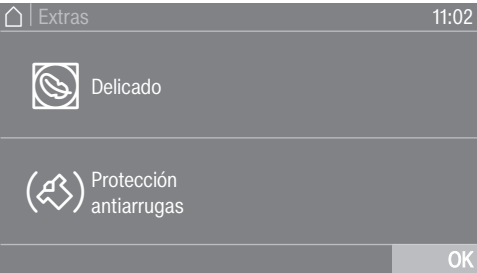 Extras 11:02
Delicado
Protección
antiarrugas
OK